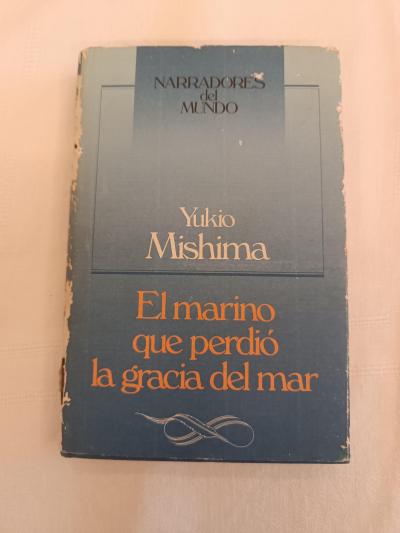 NARRADORES
del
MUNDO
Yukio
Mishima
El marino
que perdió
la gracia del mar